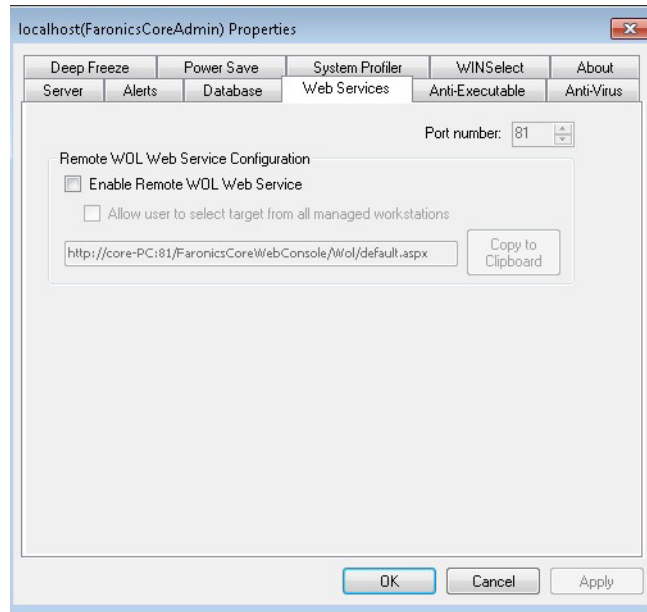 localhost(FaronicsCoreAdmin) Properties
Deep Freeze Power Save System Profiler WINSelect About
Server Alerts Database Web Services Anti-Executable Anti-Virus
Port number: 81
Remote WOL Web Service Configuration
Enable Remote WOL Web Service
Allow user to select target from all managed workstations
http://core-PC:81/FaronicsCoreWebConsole/Wol/default.aspx
Copy to
Clipboard
OK Cancel Apply